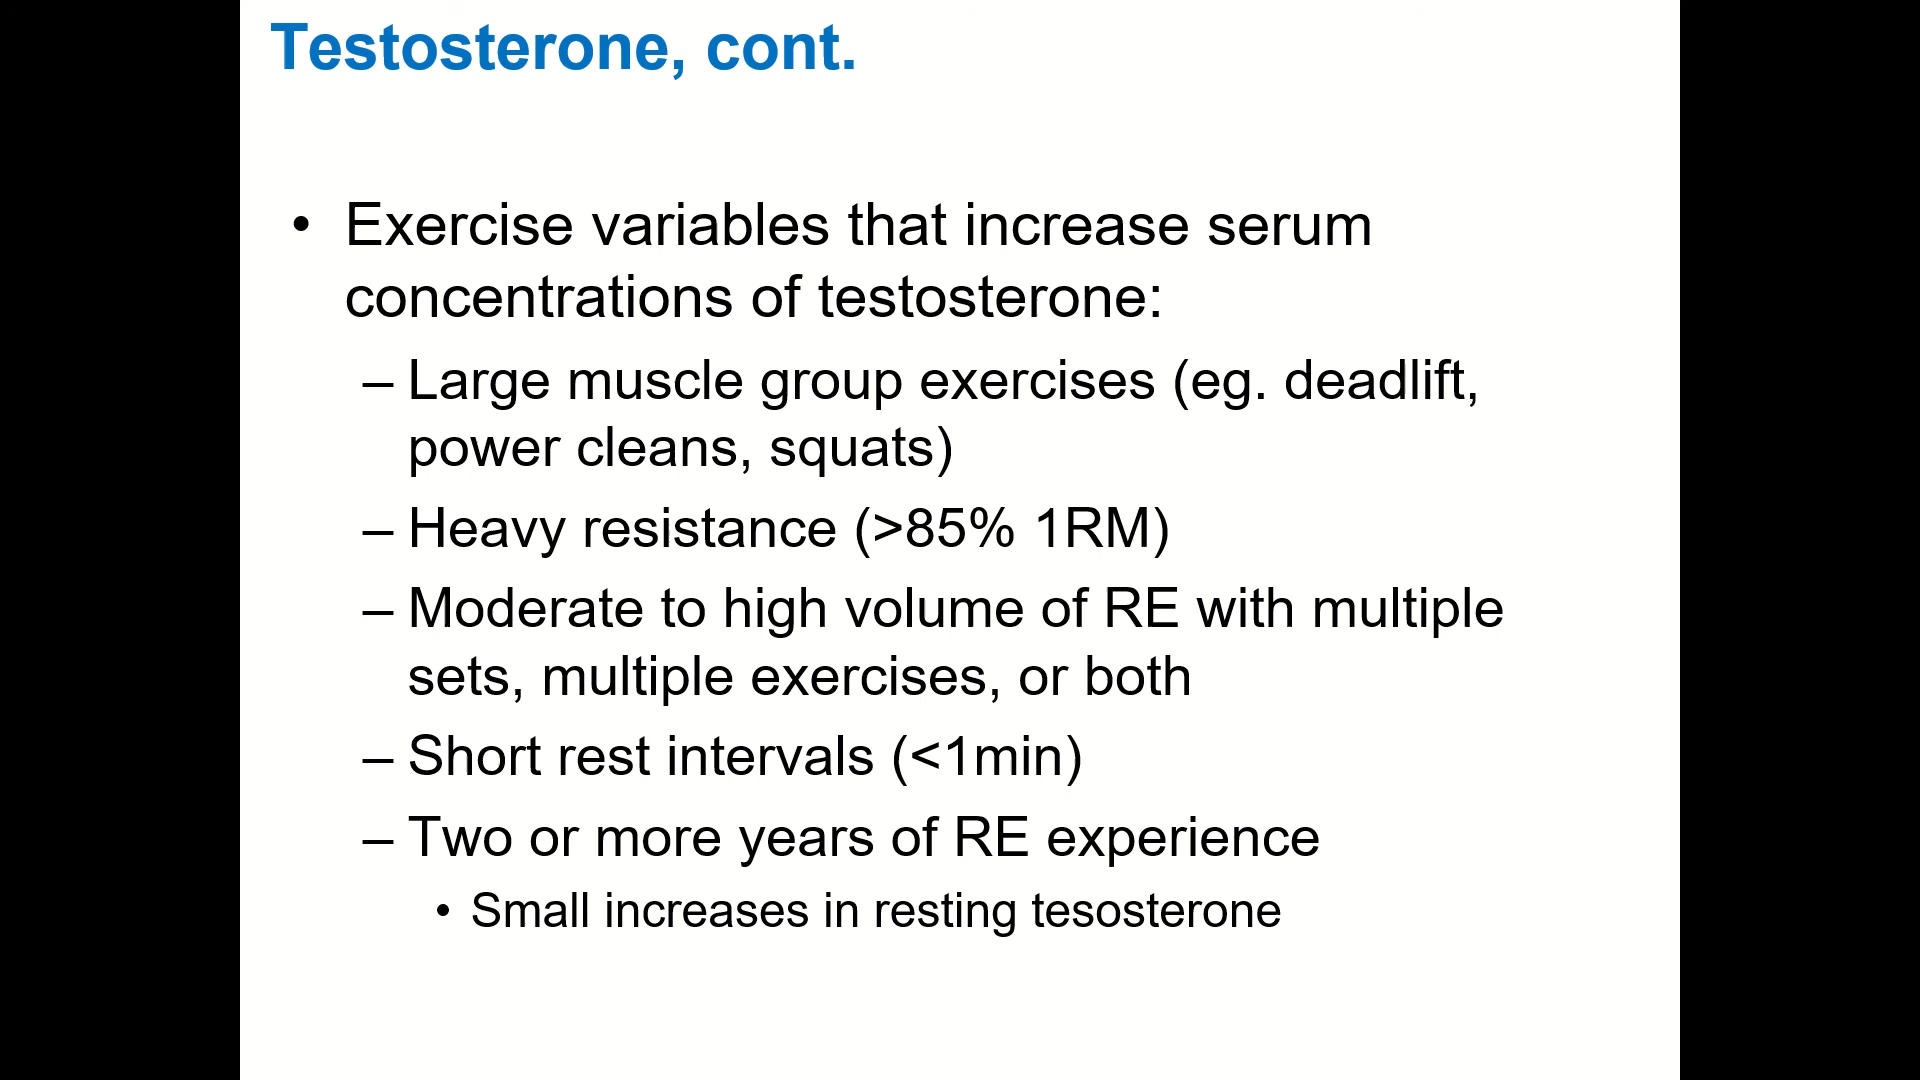 Testosterone, cont.
• Exercise variables that increase serum
concentrations of testosterone:
– Large muscle group exercises (eg. deadlift,
power cleans, squats)
– Heavy resistance (>85% 1RM)
– Moderate to high volume of RE with multiple
sets, multiple exercises, or both
– Short rest intervals (<1min)
– Two or more years of RE experience
• Small increases in resting tesosterone